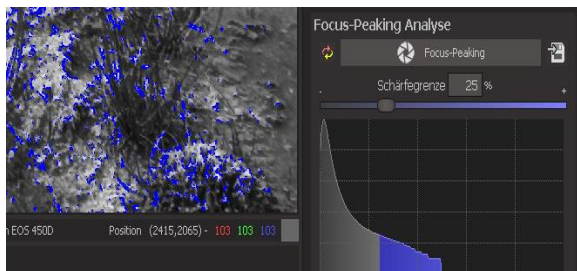 Focus-Peaking Analyse
Focus-Peaking
Schärfegrenze 25 %
- +
n EOS 450D Position (2415,2065) - 103 103 103